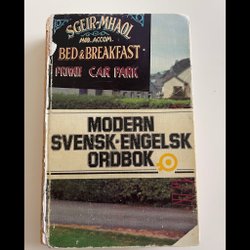 SGEIR-MHAOL
MOD. ACCOM.
BED & BREAKFAST
PRIVATE CAR PARK
MODERN
SVENSK-ENGELSK
ORDBOK